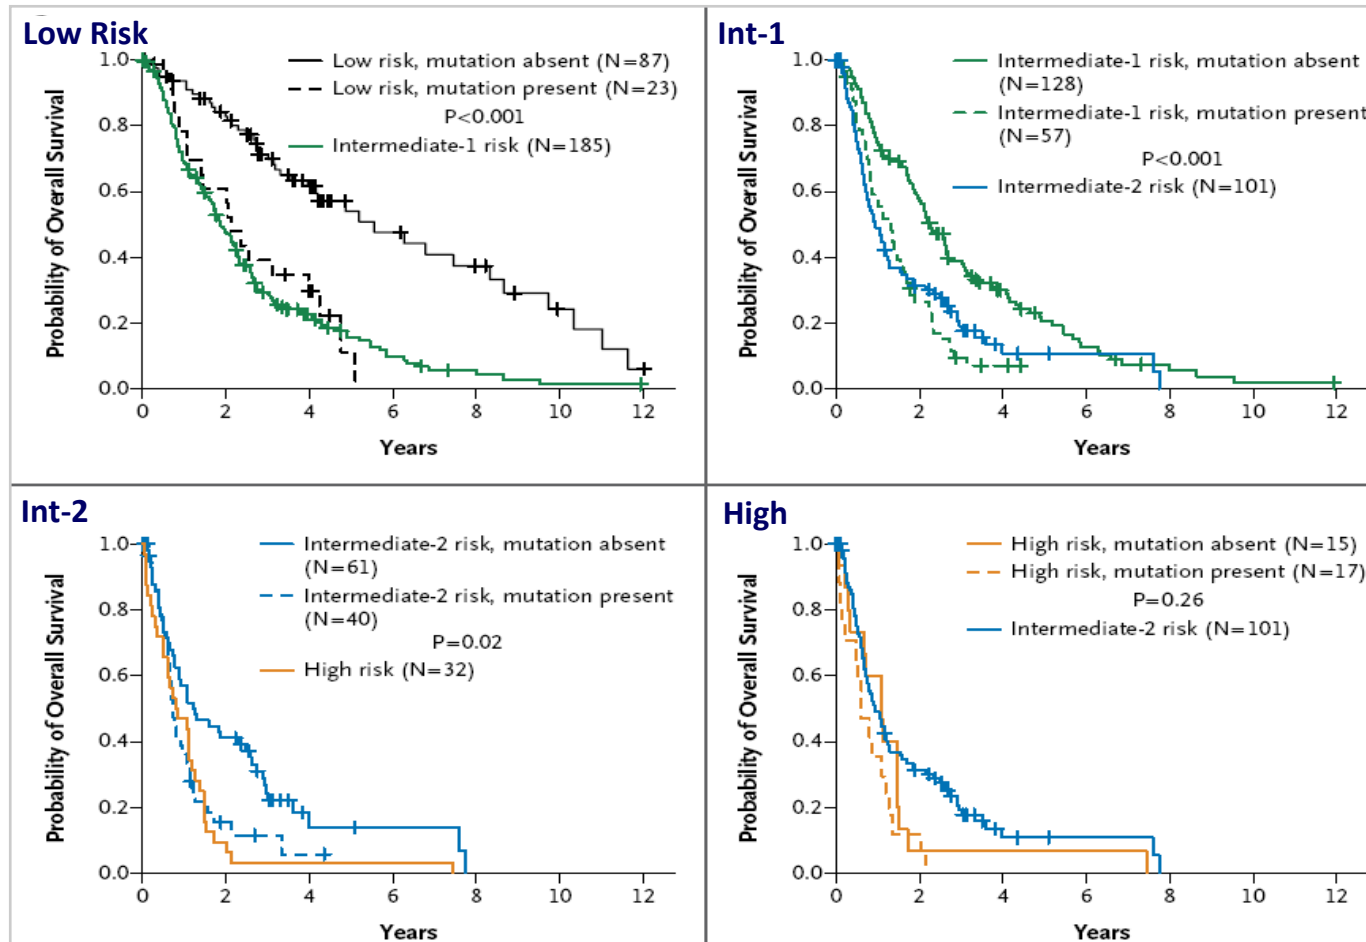 Low Risk
Low risk, mutation absent (N=87)
Low risk, mutation present (N=23)
P<0.001
Intermediate-1 risk (N=185)
Probability of Overall Survival
1.0
0.8
0.6
0.4
0.2
0.0
0 2 4 6 8 10 12
Years
Int-1
Intermediate-1 risk, mutation absent
(N=128)
Intermediate-1 risk, mutation present
(N=57)
P<0.001
Intermediate-2 risk (N=101)
Probability of Overall Survival
1.0
0.8
0.6
0.4
0.2
0.0
0 2 4 6 8 10 12
Years
Int-2
Intermediate-2 risk, mutation absent
(N=61)
Intermediate-2 risk, mutation present
(N=40)
P=0.02
High risk (N=32)
Probability of Overall Survival
1.0
0.8
0.6
0.4
0.2
0.0
0 2 4 6 8 10 12
Years
High
High risk, mutation absent (N=15)
High risk, mutation present (N=17)
P=0.26
Intermediate-2 risk (N=101)
Probability of Overall Survival
1.0
0.8
0.6
0.4
0.2
0.0
0 2 4 6 8 10 12
Years